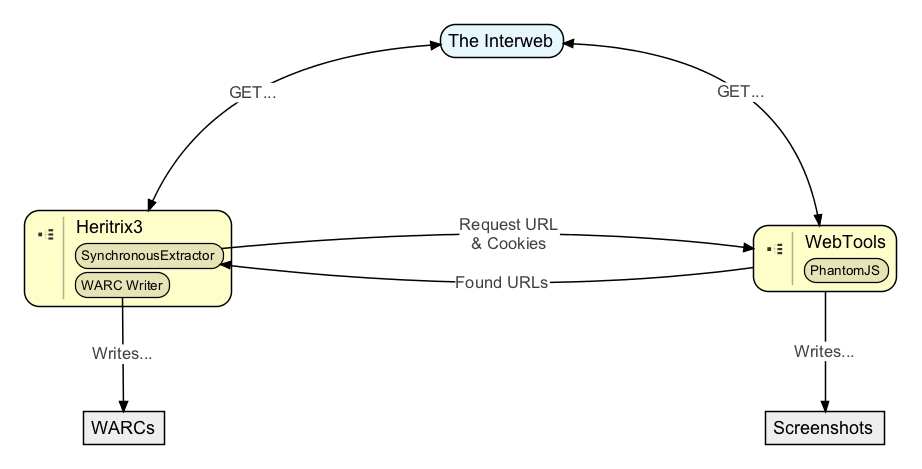 The Interweb
GET...
GET...
Heritrix3
SynchronousExtractor
WARC Writer
Request URL
& Cookies
Found URLs
WebTools
PhantomJS
Writes...
Writes...
WARCs
Screenshots